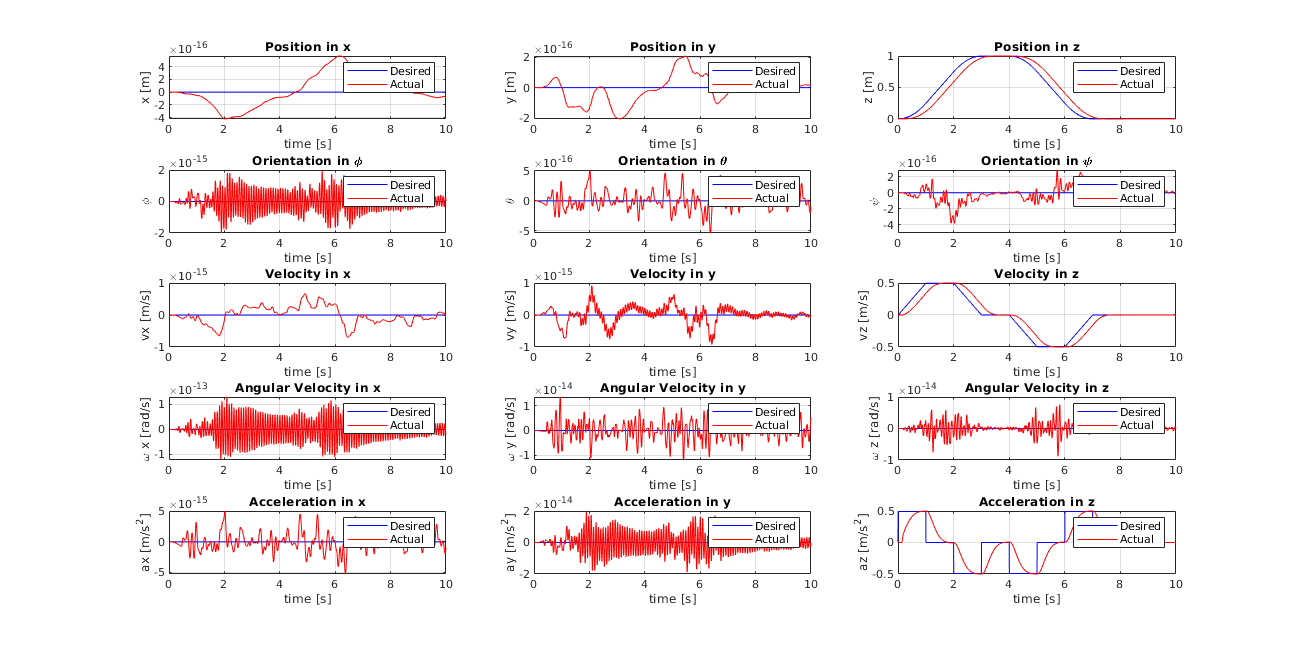 ×10^-16 Position in x
x [m]
4
2
0
-2
-4
Desired
Actual
0 2 4 6 8 10
time [s]
×10^-16 Position in y
y [m]
2
0
-2
Desired
Actual
0 2 4 6 8 10
time [s]
Position in z
z [m]
1
0.5
0
Desired
Actual
0 2 4 6 8 10
time [s]
×10^-15 Orientation in ϕ
ϕ
2
0
-2
Desired
Actual
0 2 4 6 8 10
time [s]
×10^-16 Orientation in θ
θ
5
0
-5
Desired
Actual
0 2 4 6 8 10
time [s]
×10^-16 Orientation in ψ
ψ
2
0
-2
-4
Desired
Actual
0 2 4 6 8 10
time [s]
×10^-15 Velocity in x
vx [m/s]
1
0
-1
Desired
Actual
0 2 4 6 8 10
time [s]
×10^-15 Velocity in y
vy [m/s]
1
0
-1
Desired
Actual
0 2 4 6 8 10
time [s]
Velocity in z
vz [m/s]
0.5
0
-0.5
Desired
Actual
0 2 4 6 8 10
time [s]
×10^-13 Angular Velocity in x
ω x [rad/s]
1
0
-1
Desired
Actual
0 2 4 6 8 10
time [s]
×10^-14 Angular Velocity in y
ω y [rad/s]
1
0
-1
Desired
Actual
0 2 4 6 8 10
time [s]
×10^-14 Angular Velocity in z
ω z [rad/s]
1
0
-1
Desired
Actual
0 2 4 6 8 10
time [s]
×10^-15 Acceleration in x
ax [m/s²]
5
0
-5
Desired
Actual
0 2 4 6 8 10
time [s]
×10^-14 Acceleration in y
ay [m/s²]
2
0
-2
Desired
Actual
0 2 4 6 8 10
time [s]
Acceleration in z
az [m/s²]
0.5
0
-0.5
Desired
Actual
0 2 4 6 8 10
time [s]